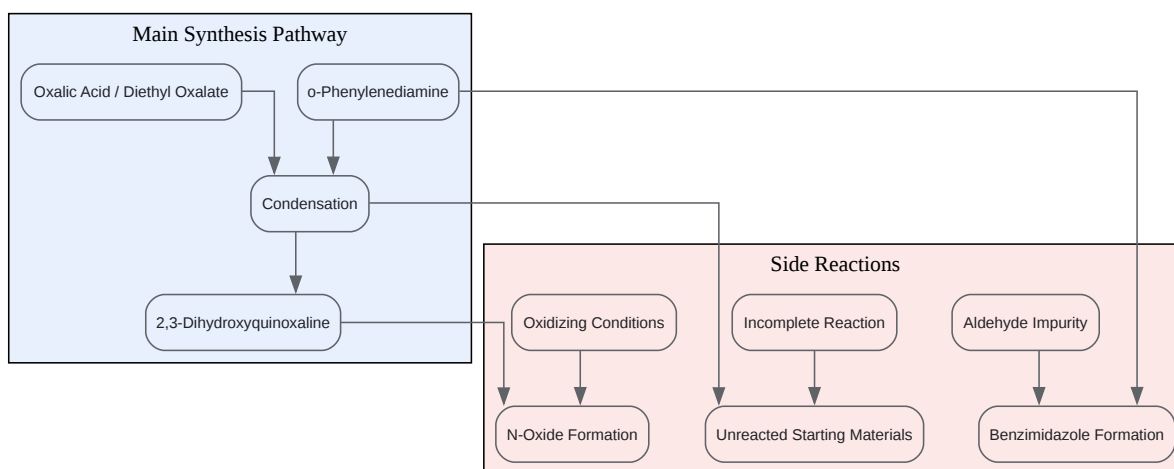 Main Synthesis Pathway
Oxalic Acid / Diethyl Oxalate
o-Phenylenediamine
Condensation
2,3-Dihydroxyquinoxaline
Side Reactions
Oxidizing Conditions
Incomplete Reaction
Aldehyde Impurity
N-Oxide Formation
Unreacted Starting Materials
Benzimidazole Formation